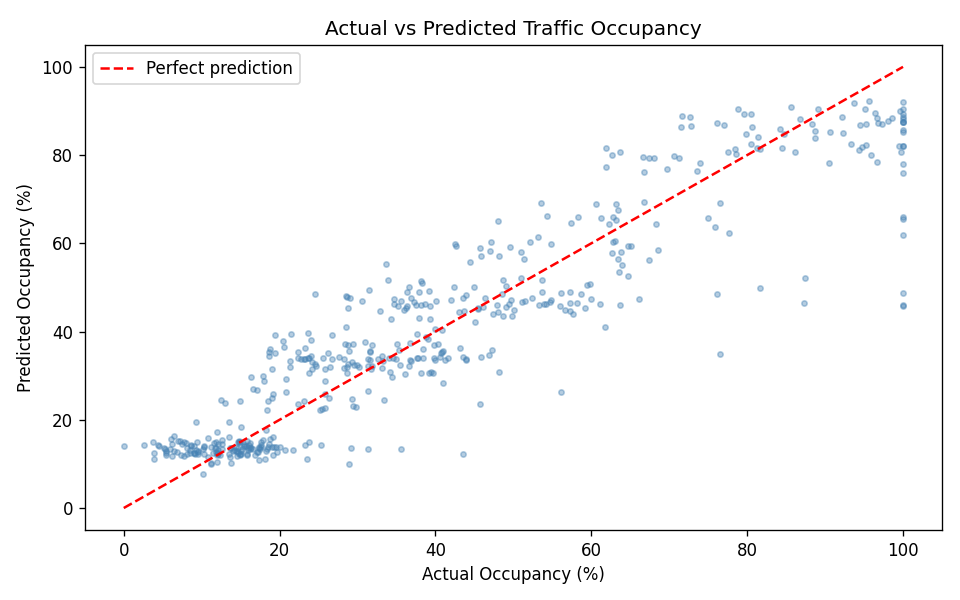 Actual vs Predicted Traffic Occupancy
Perfect prediction
Predicted Occupancy (%)
100
80
60
40
20
0
0 20 40 60 80 100
Actual Occupancy (%)